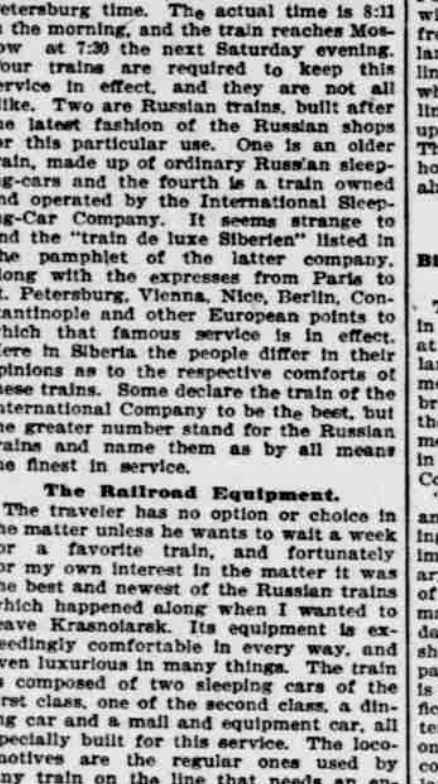 etersburg time. The actual time is 8:11
the morning, and the train reaches Mos-
ow at 7:30 the next Saturday evening.
our trains are required to keep this
ervice in effect, and they are not all
like. Two are Russian trains, built after
he latest fashion of the Russian shops
or this particular use. One is an older
rain, made up of ordinary Russian sleep-
ng-cars and the fourth is a train owned
nd operated by the International Sleep-
ng-Car Company. It seems strange to
nd the "train de luxe Siberien" listed in
he pamphlet of the latter company,
long with the expresses from Paris to
t. Petersburg, Vienna, Nice, Berlin, Con-
tantinople and other European points to
hich that famous service is in effect.
ere in Siberia the people differ in their
pinions as to the respective comforts of
hese trains. Some declare the train of the
nternational Company to be the best, but
he greater number stand for the Russian
rains and name them as by all means
he finest in service.
The Railroad Equipment.
The traveler has no option or choice in
he matter unless he wants to wait a week
or a favorite train, and fortunately
or my own interest in the matter it was
he best and newest of the Russian trains
hich happened along when I wanted to
eave Krasnoiarsk. Its equipment is ex-
eedingly comfortable in every way, and
ven luxurious in many things. The train
s composed of two sleeping cars of the
irst class, one of the second class, a din-
ng car and a mail and equipment car, all
pecially built for this service. The loco-
motives are the regular ones used by
ny train on the line that needs